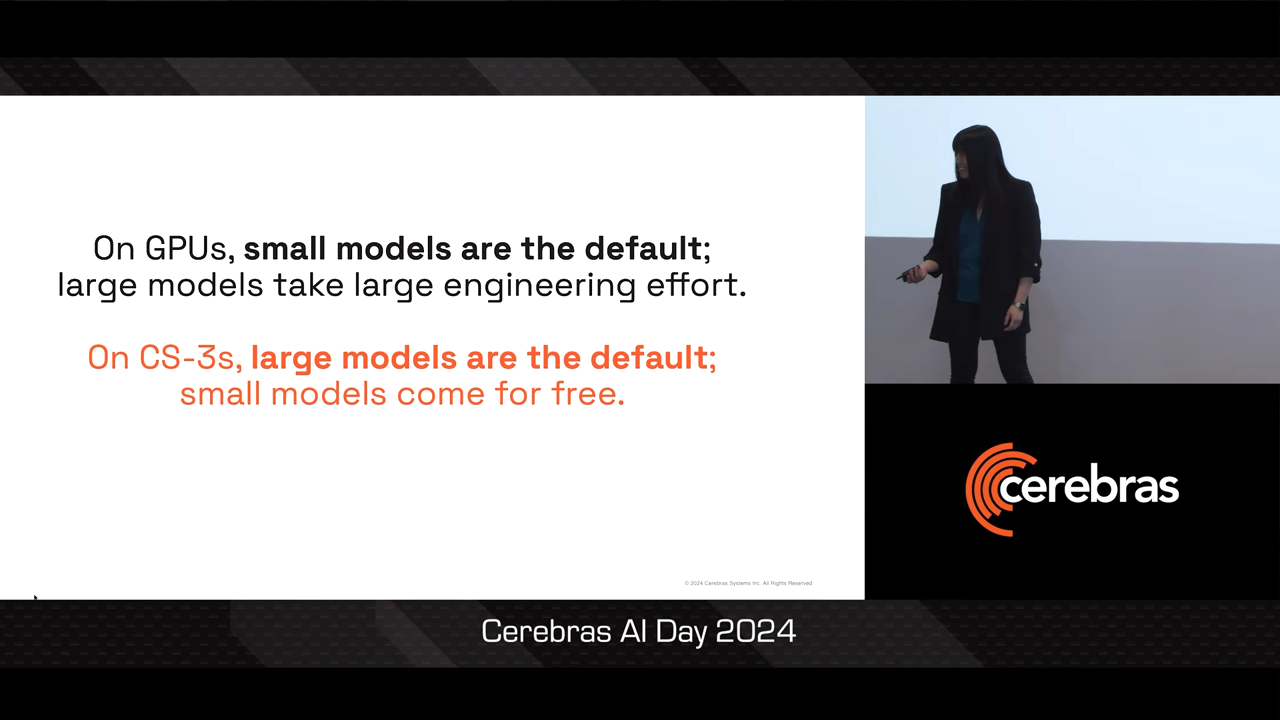 On GPUs, small models are the default;
large models take large engineering effort.
On CS-3s, large models are the default;
small models come for free.
© 2024 Cerebras Systems Inc. All Rights Reserved
cerebras
Cerebras AI Day 2024